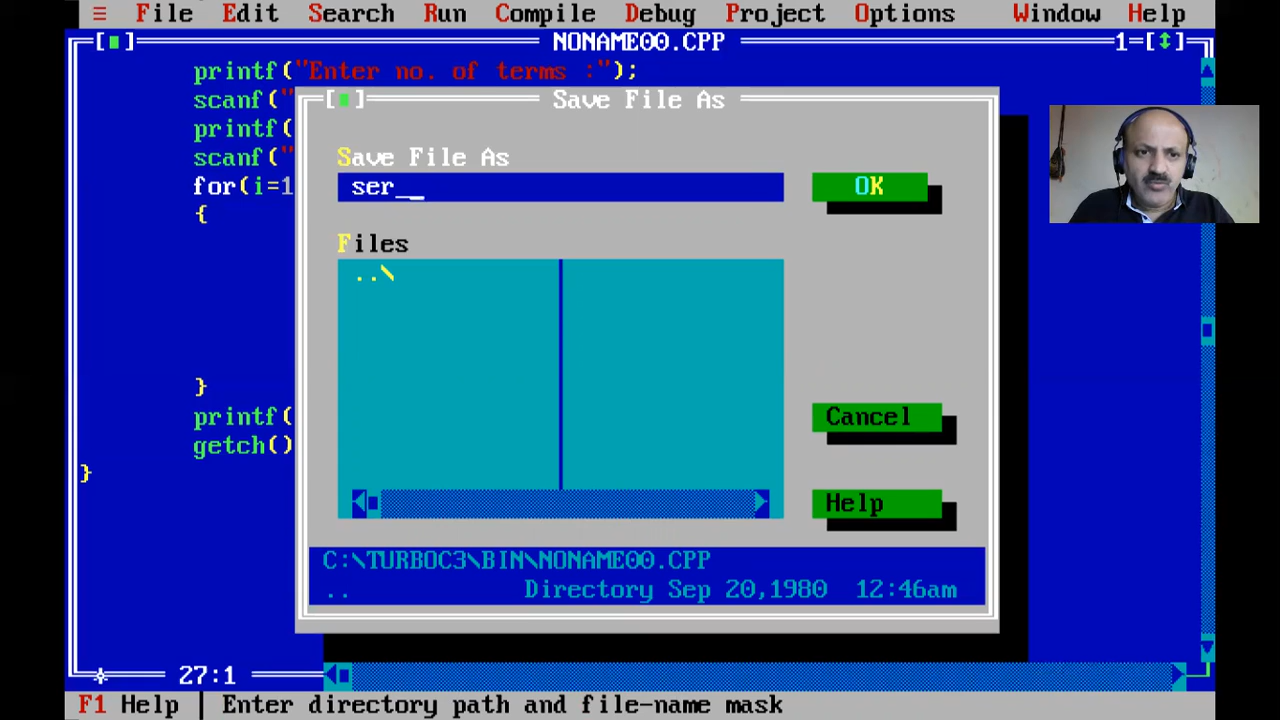 ≡ File Edit Search Run Compile Debug Project Options Window Help
[■] NONAME00.CPP 1=[↕]
printf("Enter no. of terms :");
scanf("
printf(
scanf("
for(i=1
{
}
printf(
getch()
}
[■] Save File As
Save File As
ser__
OK
Files
..\
Cancel
Help
C:\TURBOC3\BIN\NONAME00.CPP
.. Directory Sep 20,1980 12:46am
27:1
F1 Help | Enter directory path and file-name mask